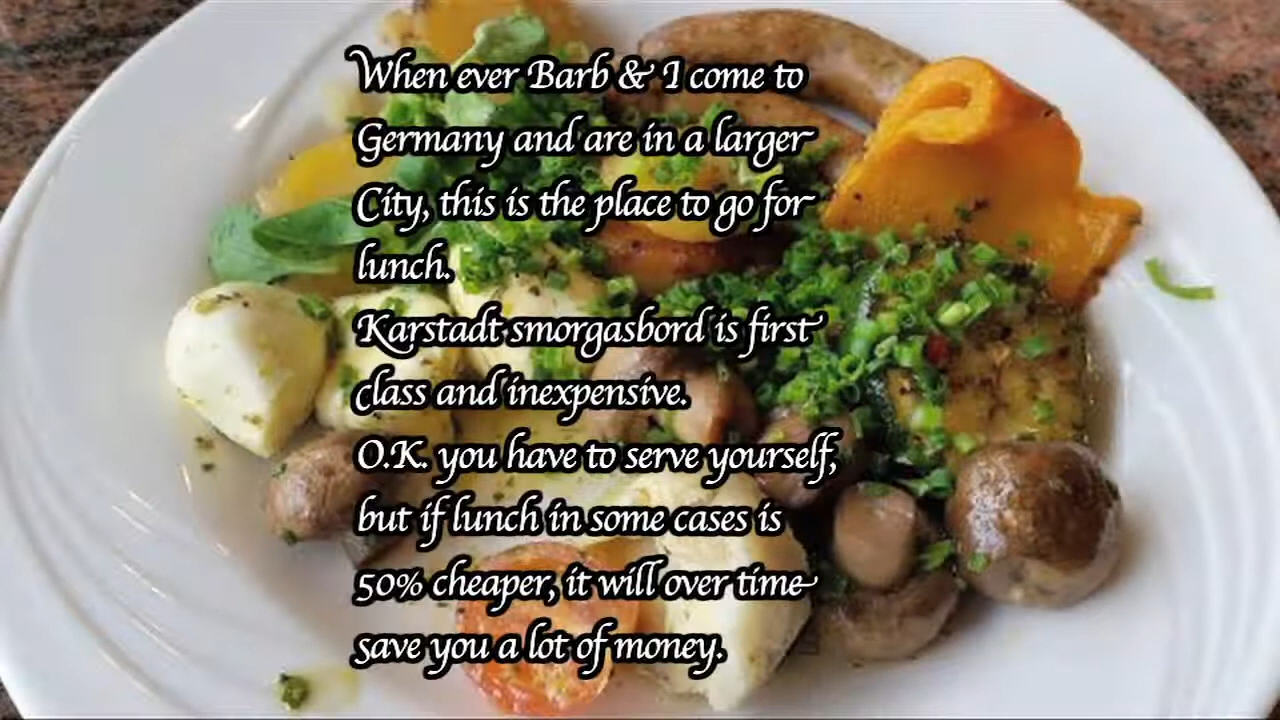 When ever Barb & I come to
Germany and are in a larger
City, this is the place to go for
lunch.
Karstadt smorgasbord is first
class and inexpensive.
O.K. you have to serve yourself,
but if lunch in some cases is
50% cheaper, it will over time
save you a lot of money.